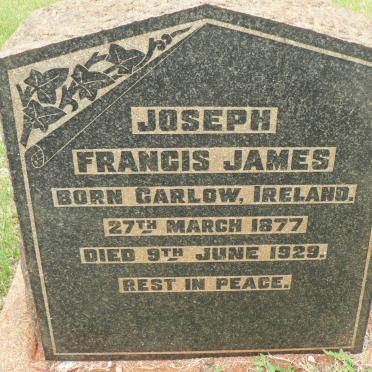 JOSEPH
FRANCIS JAMES
BORN CARLOW, IRELAND.
27TH MARCH 1877
DIED 9TH JUNE 1929.
REST IN PEACE.